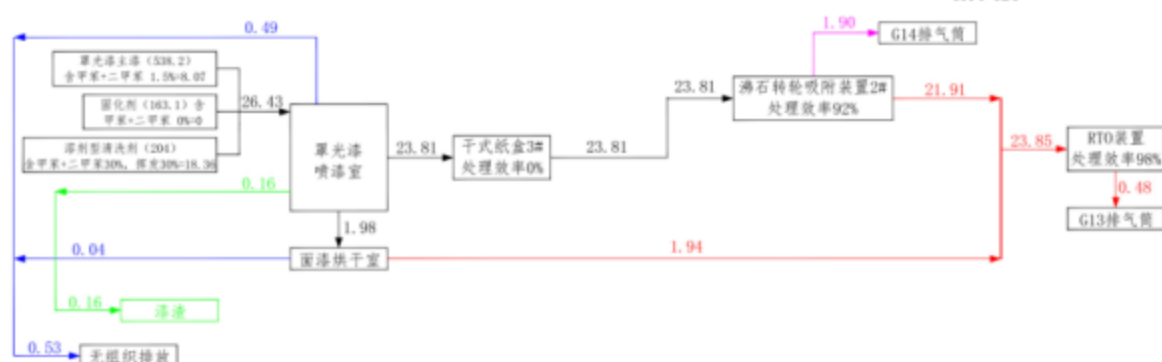 0.49
1.90
G14排气筒
罩光漆主漆（538.2）
含甲苯+二甲苯 1.5%=8.07
固化剂（163.1）含
甲苯+二甲苯 0%=0
溶剂型清洗剂（204）
含甲苯+二甲苯30%, 挥发30%=18.36
26.43
罩光漆
喷漆室
23.81
干式纸盒3#
处理效率0%
23.81
23.81
沸石转轮吸附装置2#
处理效率92%
21.91
23.85
RTO装置
处理效率98%
0.48
G13排气筒
0.16
1.98
0.04
面漆烘干室
1.94
0.16
漆渣
0.53
无组织排放